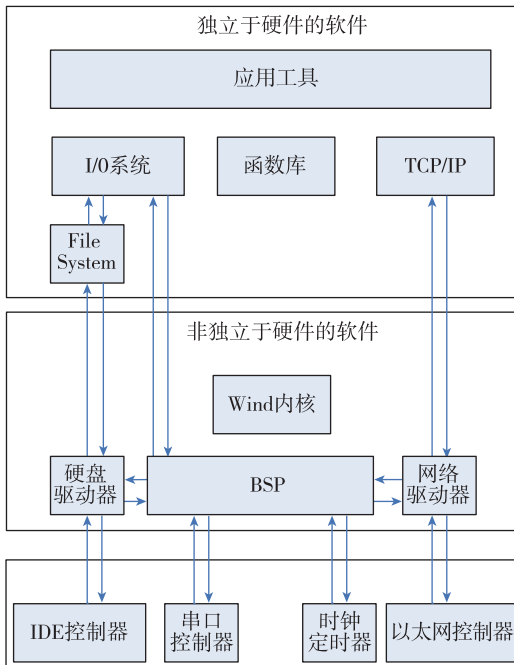 独立于硬件的软件
应用工具
I/0系统
函数库
TCP/IP
File
System
非独立于硬件的软件
Wind内核
硬盘
驱动器
BSP
网络
驱动器
IDE控制器
串口
控制器
时钟
定时器
以太网控制器